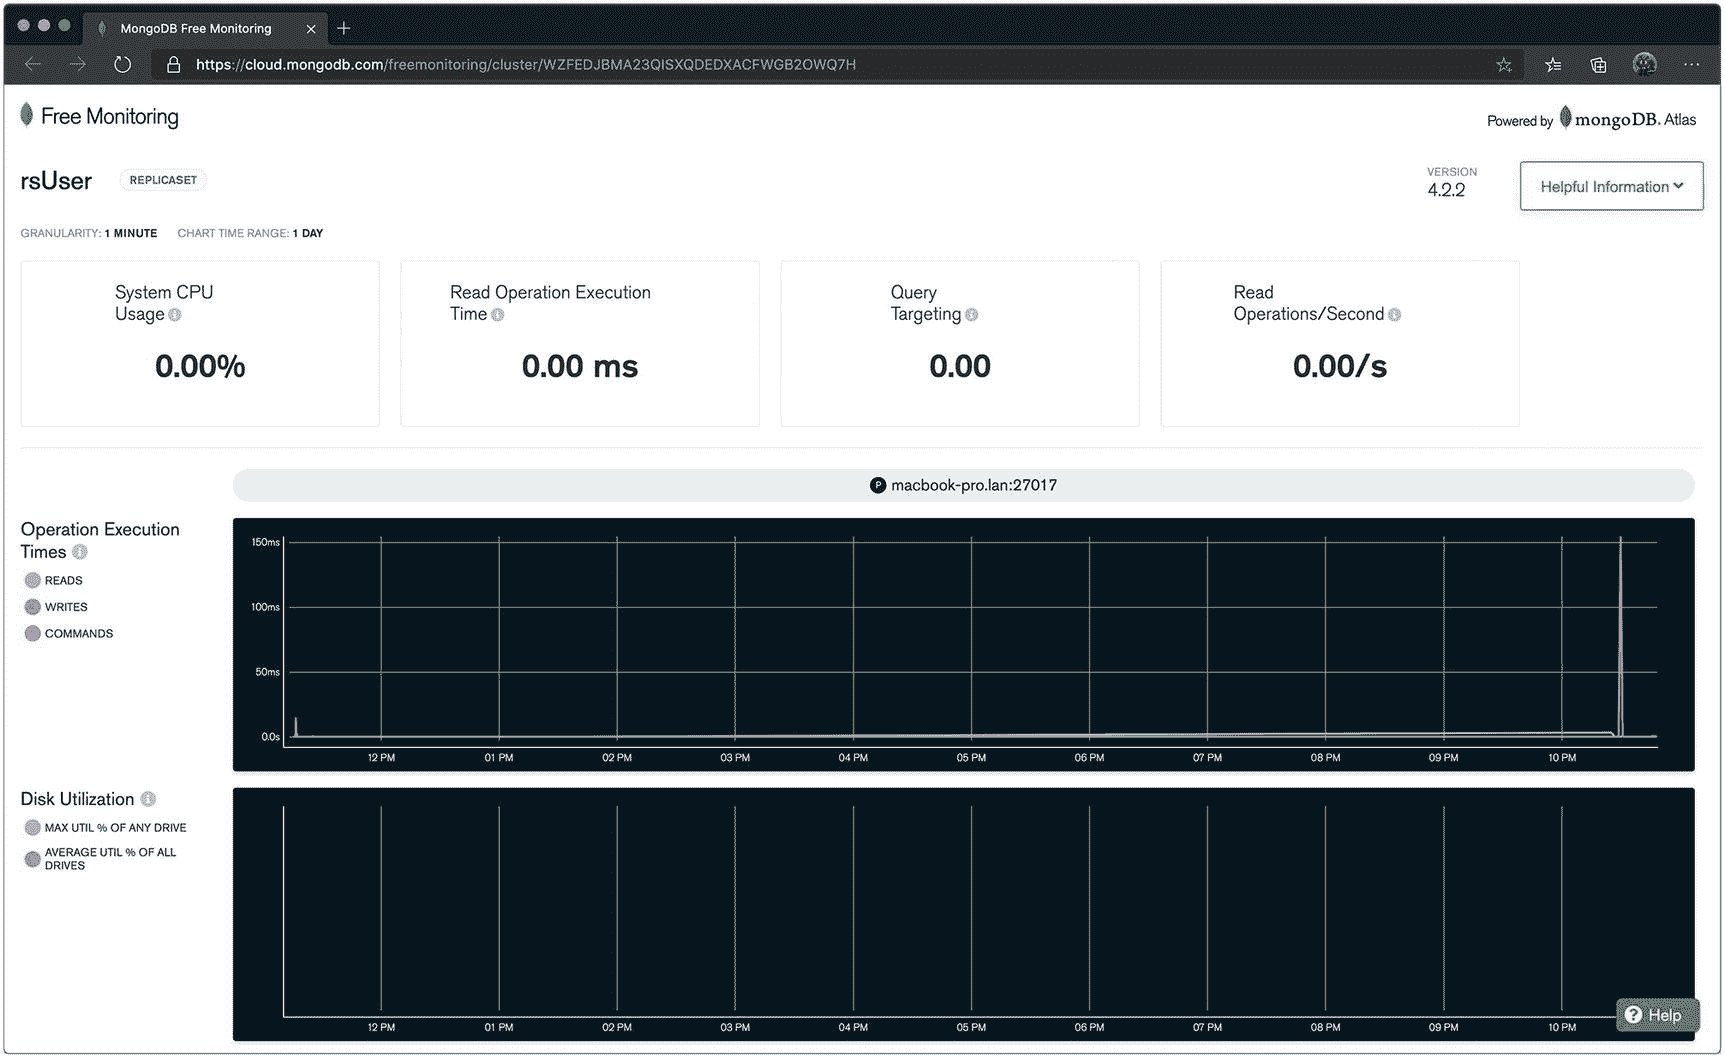 MongoDB Free Monitoring
https://cloud.mongodb.com/freemonitoring/cluster/WZFEDJBMA23QISXQDEDXACFWGB2OWQ7H
Free Monitoring
Powered by mongoDB. Atlas
rsUser
REPLICASET
VERSION
4.2.2
Helpful Information
GRANULARITY: 1 MINUTE CHART TIME RANGE: 1 DAY
System CPU
Usage
0.00%
Read Operation Execution
Time
0.00 ms
Query
Targeting
0.00
Read
Operations/Second
0.00/s
P macbook-pro.lan:27017
Operation Execution
Times
READS
WRITES
COMMANDS
150ms
100ms
50ms
0.0s
12 PM 01 PM 02 PM 03 PM 04 PM 05 PM 06 PM 07 PM 08 PM 09 PM 10 PM
Disk Utilization
MAX UTIL % OF ANY DRIVE
AVERAGE UTIL % OF ALL
DRIVES
12 PM 01 PM 02 PM 03 PM 04 PM 05 PM 06 PM 07 PM 08 PM 09 PM 10 PM
? Help